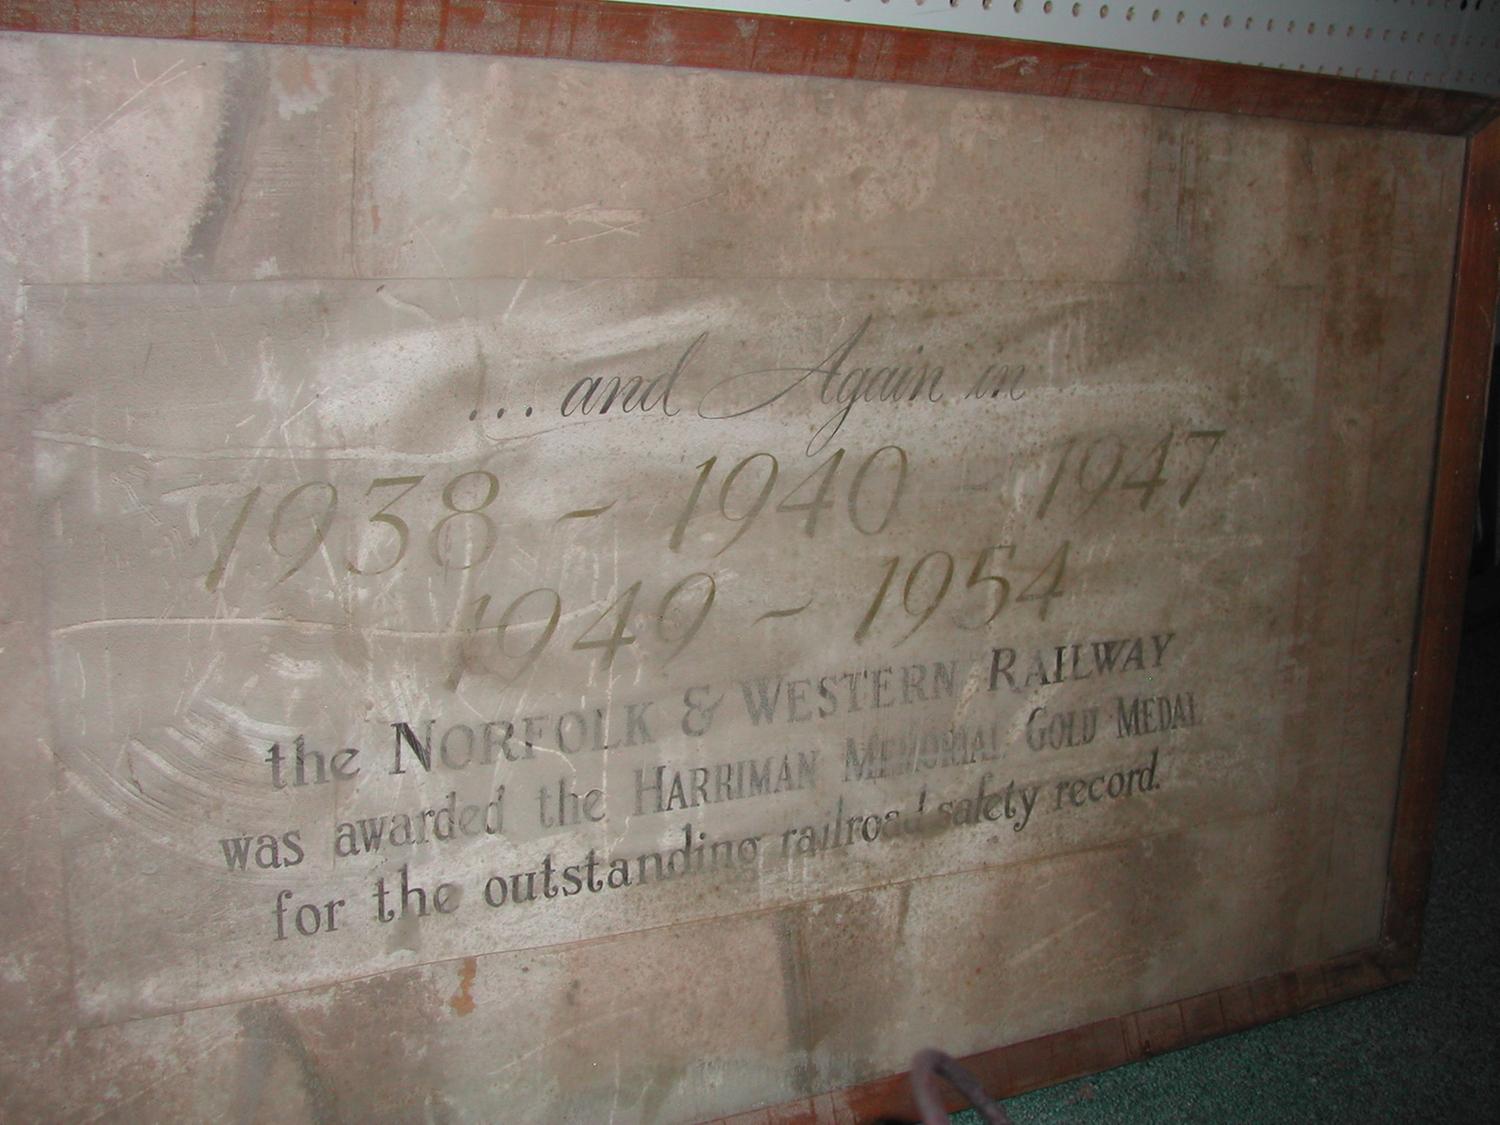 ... and Again in
1938 - 1940 - 1947
1949 - 1954
the NORFOLK & WESTERN RAILWAY
was awarded the HARRIMAN MEMORIAL GOLD MEDAL
for the outstanding railroad safety record.